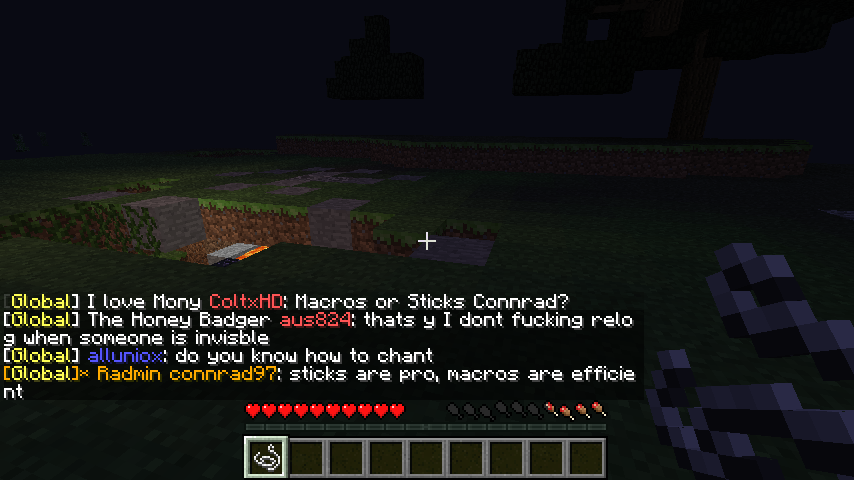 [Global] I love Mony ColtxHD: Macros or Sticks Connrad?
[Global] The Honey Badger aus824: thats y I dont fucking relo
g when someone is invisble
[Global] alluniox: do you know how to chant
[Global]× Radmin connrad97: sticks are pro, macros are efficie
nt